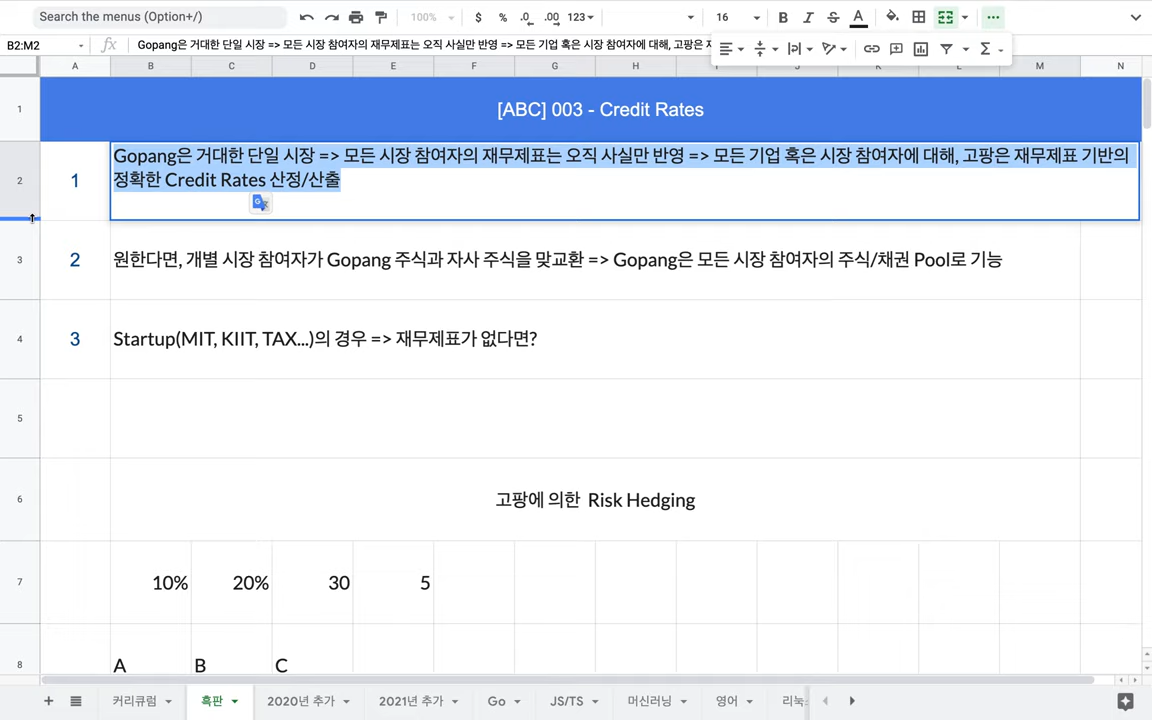 Search the menus (Option+/)
100%
$ % .0 .00 123
16
B I S A
B2:M2
fx Gopang은 거대한 단일 시장 => 모든 시장 참여자의 재무제표는 오직 사실만 반영 => 모든 기업 혹은 시장 참여자에 대해, 고팡은
A B C D E F G H M N
1 [ABC] 003 - Credit Rates
2 1 Gopang은 거대한 단일 시장 => 모든 시장 참여자의 재무제표는 오직 사실만 반영 => 모든 기업 혹은 시장 참여자에 대해, 고팡은 재무제표 기반의
정확한 Credit Rates 산정/산출
3 2 원한다면, 개별 시장 참여자가 Gopang 주식과 자사 주식을 맞교환 => Gopang은 모든 시장 참여자의 주식/채권 Pool로 기능
4 3 Startup(MIT, KIIT, TAX...)의 경우 => 재무제표가 없다면?
5
6 고팡에 의한 Risk Hedging
7 10% 20% 30 5
8 A B C
커리큘럼 흑판 2020년 추가 2021년 추가 Go JS/TS 머신러닝 영어